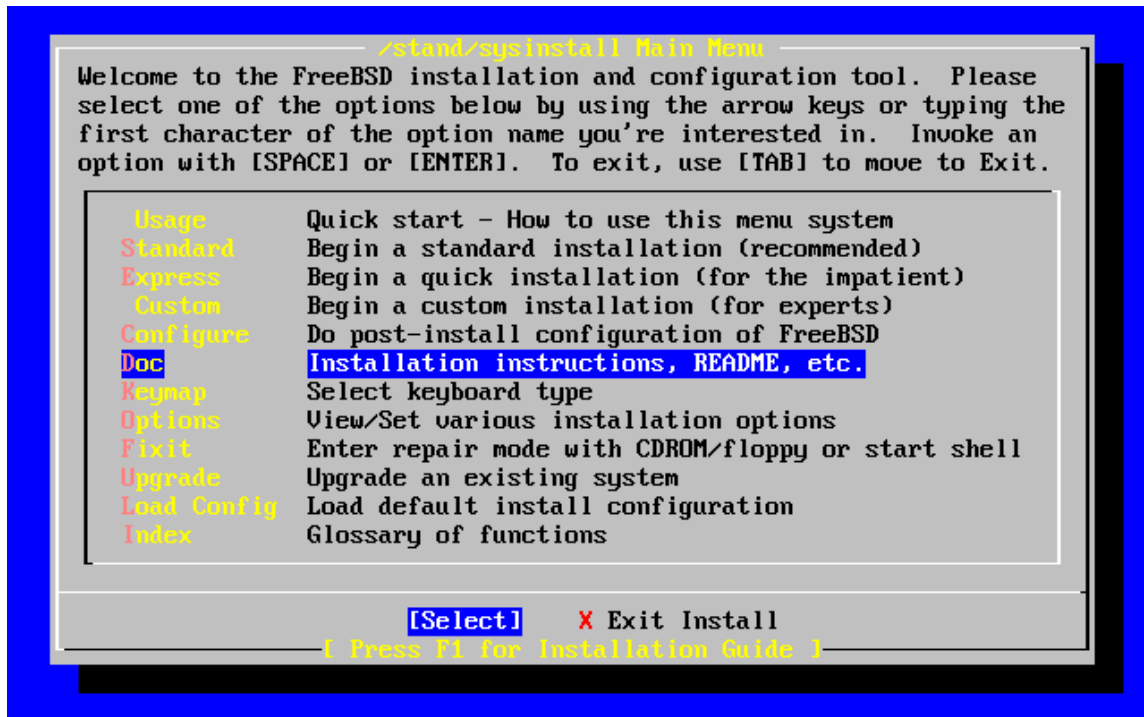 /stand/sysinstall Main Menu
Welcome to the FreeBSD installation and configuration tool.  Please
select one of the options below by using the arrow keys or typing the
first character of the option name you're interested in.  Invoke an
option with [SPACE] or [ENTER].  To exit, use [TAB] to move to Exit.
Usage Quick start - How to use this menu system
Standard Begin a standard installation (recommended)
Express Begin a quick installation (for the impatient)
Custom Begin a custom installation (for experts)
Configure Do post-install configuration of FreeBSD
Doc Installation instructions, README, etc.
Keymap Select keyboard type
Options View/Set various installation options
Fixit Enter repair mode with CDROM/floppy or start shell
Upgrade Upgrade an existing system
Load Config Load default install configuration
Index Glossary of functions
[Select] X Exit Install
[ Press F1 for Installation Guide ]